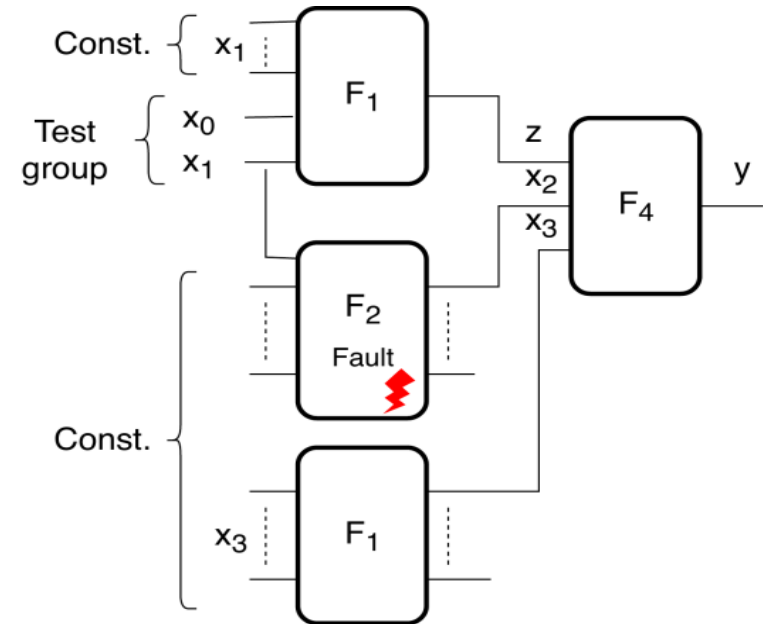 Const.
x₁
F₁
Test
group
x₀
x₁
z
x₂
x₃
F₄
y
F₂
Fault
Const.
x₃
F₁